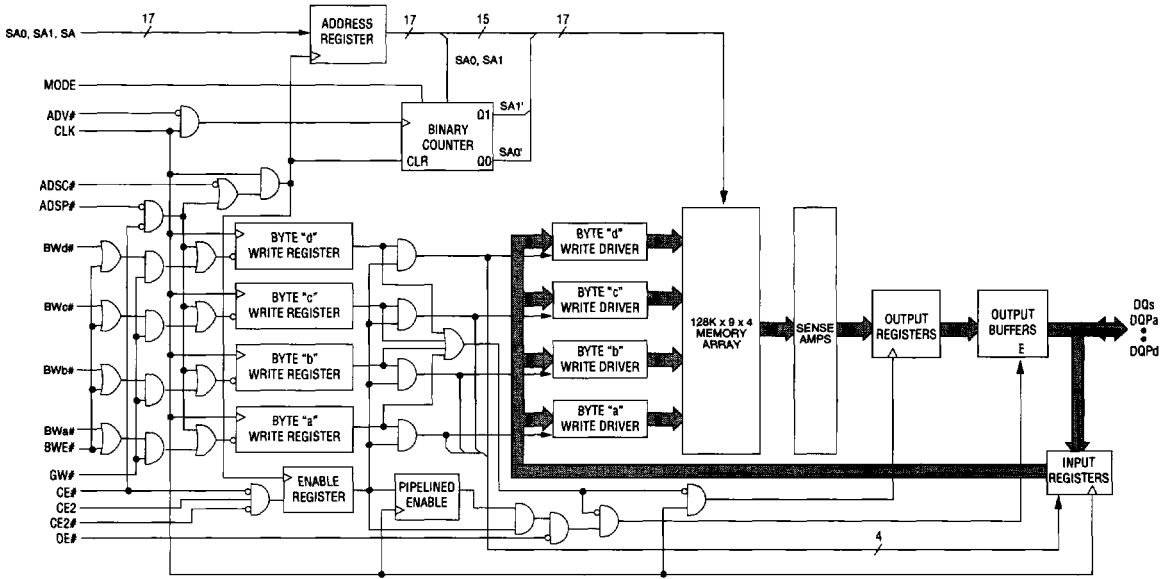 17
17
15
17
SA0, SA1, SA
ADDRESS
REGISTER
SA0, SA1
MODE
ADV#
CLK
BINARY
COUNTER
CLR
Q1
Q0
SA1'
SA0'
ADSC#
ADSP#
BWd#
BYTE "d"
WRITE REGISTER
BYTE "d"
WRITE DRIVER
BWc#
BYTE "c"
WRITE REGISTER
BYTE "c"
WRITE DRIVER
BWb#
BYTE "b"
WRITE REGISTER
BYTE "b"
WRITE DRIVER
BWa#
BWE#
BYTE "a"
WRITE REGISTER
BYTE "a"
WRITE DRIVER
128K x 9 x 4
MEMORY
ARRAY
SENSE
AMPS
OUTPUT
REGISTERS
OUTPUT
BUFFERS
E
DQs
DQPa
DQPd
GW#
CE#
CE2
CE2#
OE#
ENABLE
REGISTER
PIPELINED
ENABLE
INPUT
REGISTERS
4